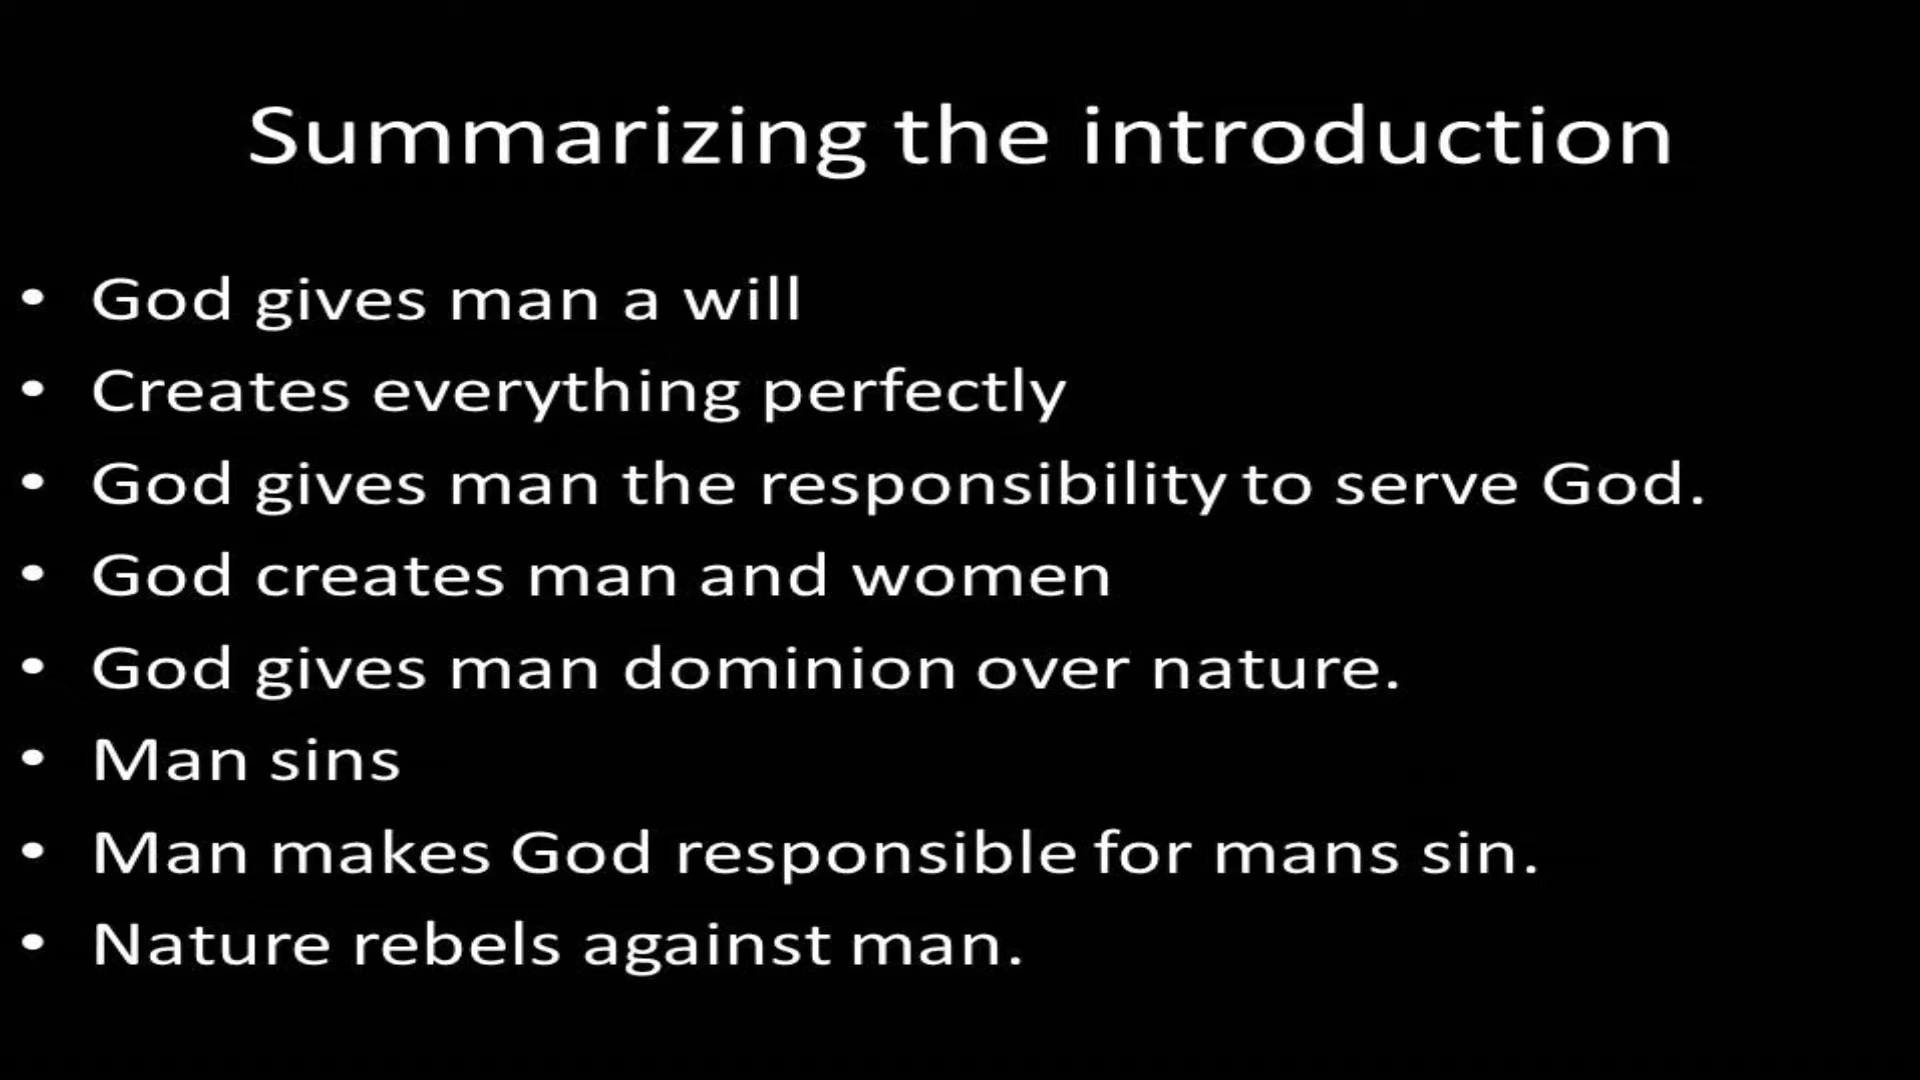 Summarizing the introduction
• God gives man a will
• Creates everything perfectly
• God gives man the responsibility to serve God.
• God creates man and women
• God gives man dominion over nature.
• Man sins
• Man makes God responsible for mans sin.
• Nature rebels against man.